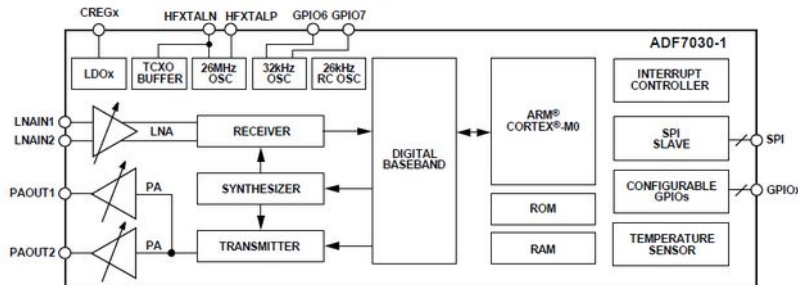 CREGx
HFXTALN
HFXTALP
GPIO6
GPIO7
ADF7030-1
LDOx
TCXO
BUFFER
26MHz
OSC
32kHz
OSC
26kHz
RC OSC
INTERRUPT
CONTROLLER
LNAIN1
LNAIN2
LNA
RECEIVER
DIGITAL
BASEBAND
ARM®
CORTEX®-M0
SPI
SLAVE
SPI
PAOUT1
PA
SYNTHESIZER
CONFIGURABLE
GPIOs
GPIOx
ROM
PAOUT2
PA
TRANSMITTER
RAM
TEMPERATURE
SENSOR